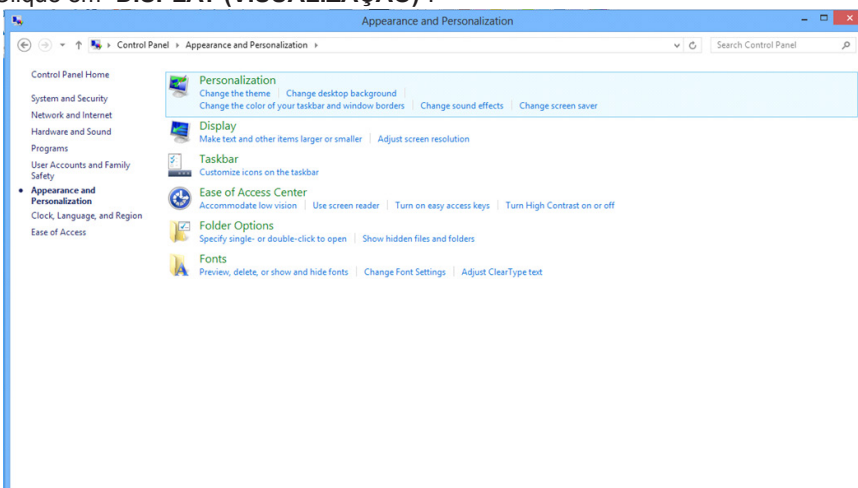 Clique em "DISPLAY (VISUALIZAÇÃO)".
Appearance and Personalization
Control Panel ▸ Appearance and Personalization ▸
Search Control Panel
Control Panel Home
System and Security
Network and Internet
Hardware and Sound
Programs
User Accounts and Family
Safety
Appearance and
Personalization
Clock, Language, and Region
Ease of Access
Personalization
Change the theme | Change desktop background
Change the color of your taskbar and window borders | Change sound effects | Change screen saver
Display
Make text and other items larger or smaller | Adjust screen resolution
Taskbar
Customize icons on the taskbar
Ease of Access Center
Accommodate low vision | Use screen reader | Turn on easy access keys | Turn High Contrast on or off
Folder Options
Specify single- or double-click to open | Show hidden files and folders
Fonts
Preview, delete, or show and hide fonts | Change Font Settings | Adjust ClearType text